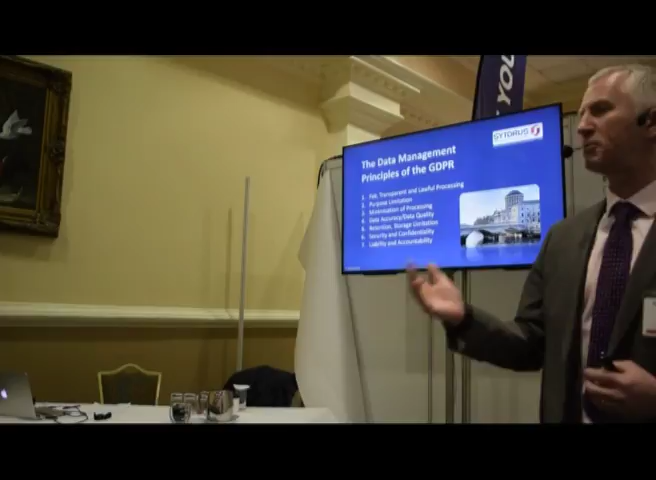 YOU
SYTORUS
The Data Management
Principles of the GDPR
1. Fair, Transparent and Lawful Processing
2. Purpose Limitation
3. Minimisation of Processing
4. Data Accuracy/Data Quality
5. Retention, Storage Limitation
6. Security and Confidentiality
7. Liability and Accountability